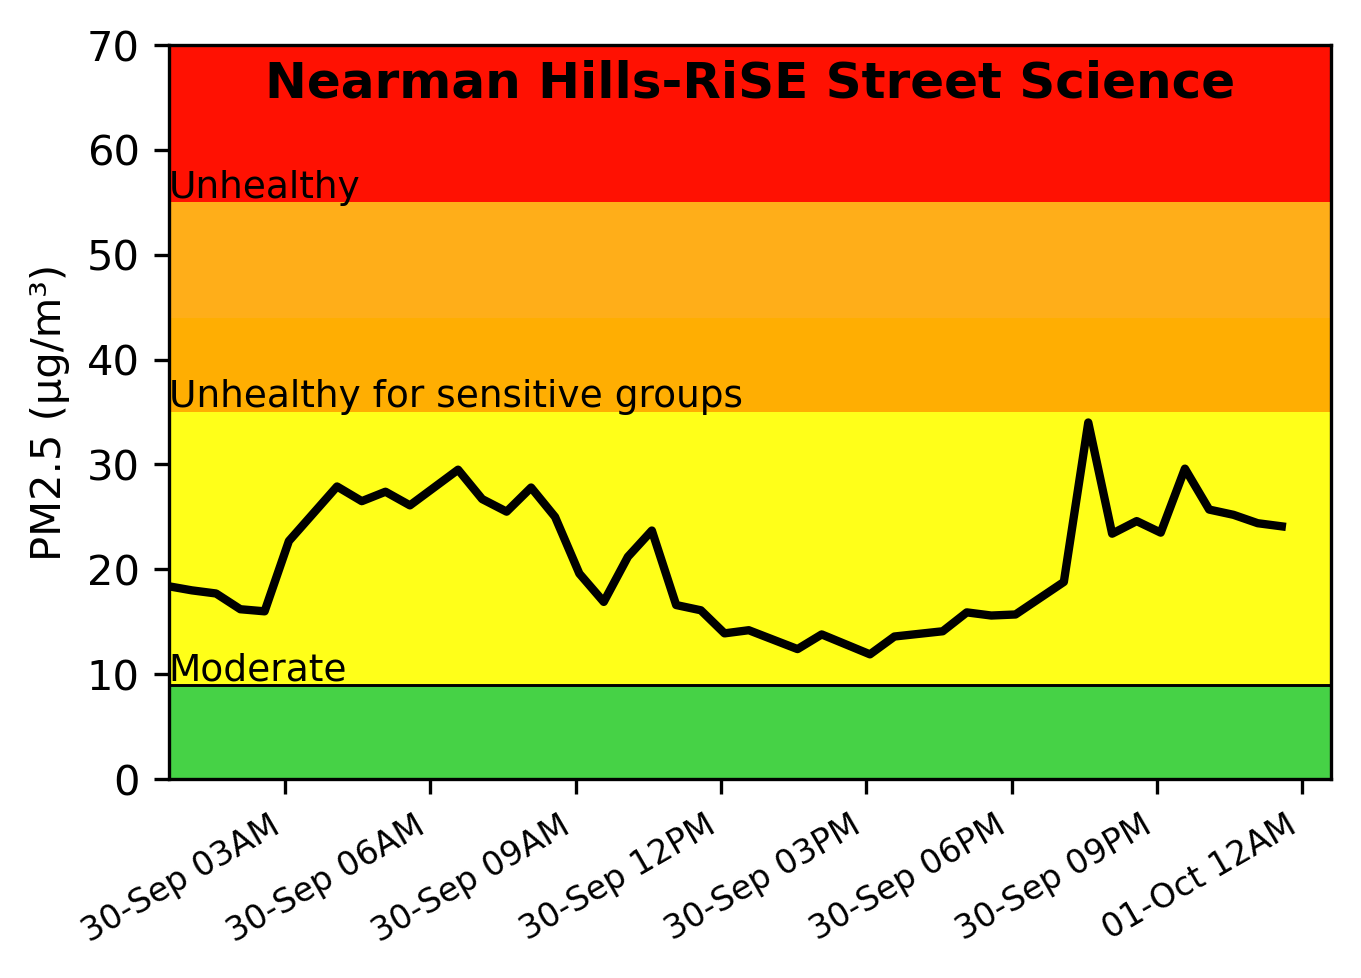 Nearman Hills-RiSE Street Science
70
60
Unhealthy
50
40
Unhealthy for sensitive groups
30
20
Moderate
10
0
PM2.5 (µg/m³)
30-Sep 03AM
30-Sep 06AM
30-Sep 09AM
30-Sep 12PM
30-Sep 03PM
30-Sep 06PM
30-Sep 09PM
01-Oct 12AM